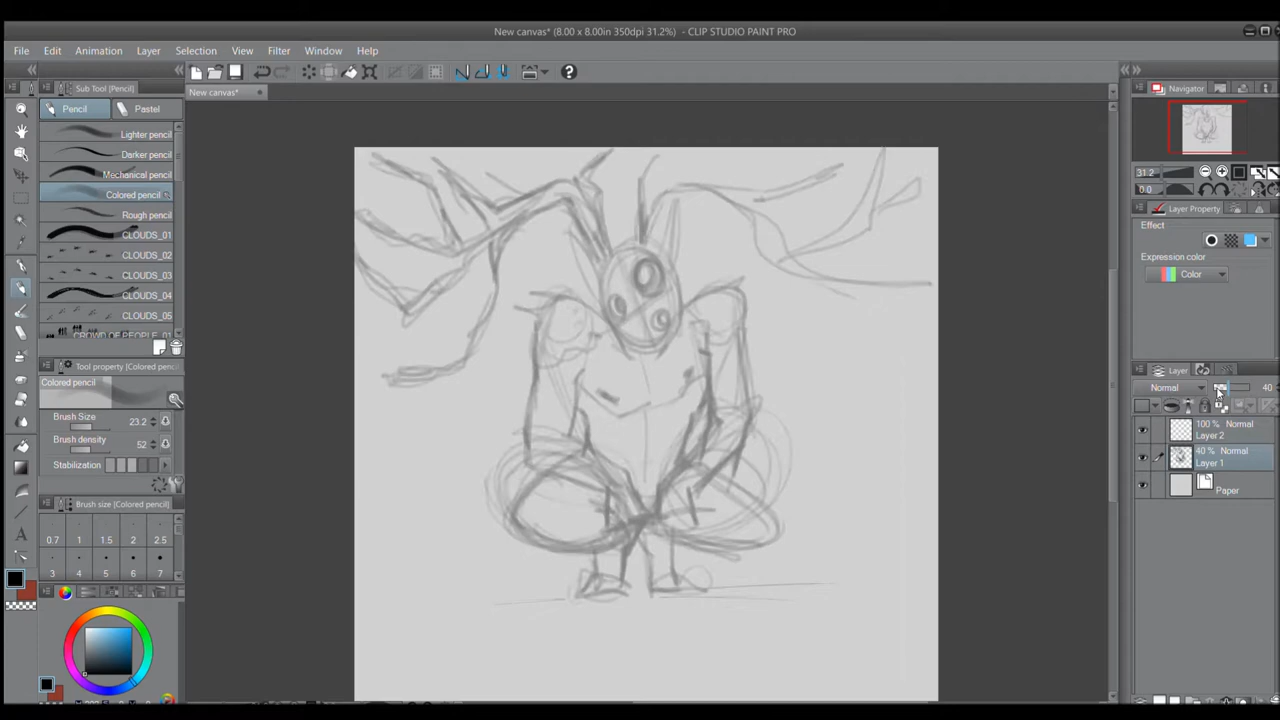 New canvas* (8.00 x 8.00in 350dpi 31.2%) - CLIP STUDIO PAINT PRO
File Edit Animation Layer Selection View Filter Window Help
Sub Tool [Pencil]
New canvas*
Navigator
Pencil Pastel
Lighter pencil
Darker pencil
Mechanical pencil
Colored pencil
Rough pencil
CLOUDS_01
CLOUDS_02
CLOUDS_03
CLOUDS_04
CLOUDS_05
CROWD OF PEOPLE_01
31.2
0.0
Layer Property
Effect
Expression color
Color
Tool property [Colored pencil]
Colored pencil
Brush Size 23.2
Brush density 52
Stabilization
Layer
Normal 40
100 % Normal
Layer 2
40 % Normal
Layer 1
Paper
Brush size [Colored pencil]
0.7 1 1.5 2 2.5
3 4 5 6 7